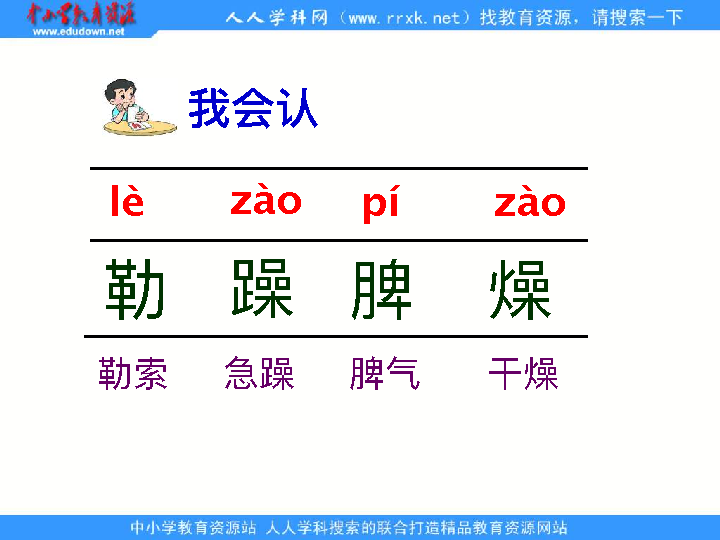 中小学教育资源
www.edudown.net
人人学科网（www.rrxk.net）找教育资源，请搜索一下
我会认
lè zào pí zào
勒 躁 脾 燥
勒索 急躁 脾气 干燥
中小学教育资源站 人人学科搜索的联合打造精品教育资源网站